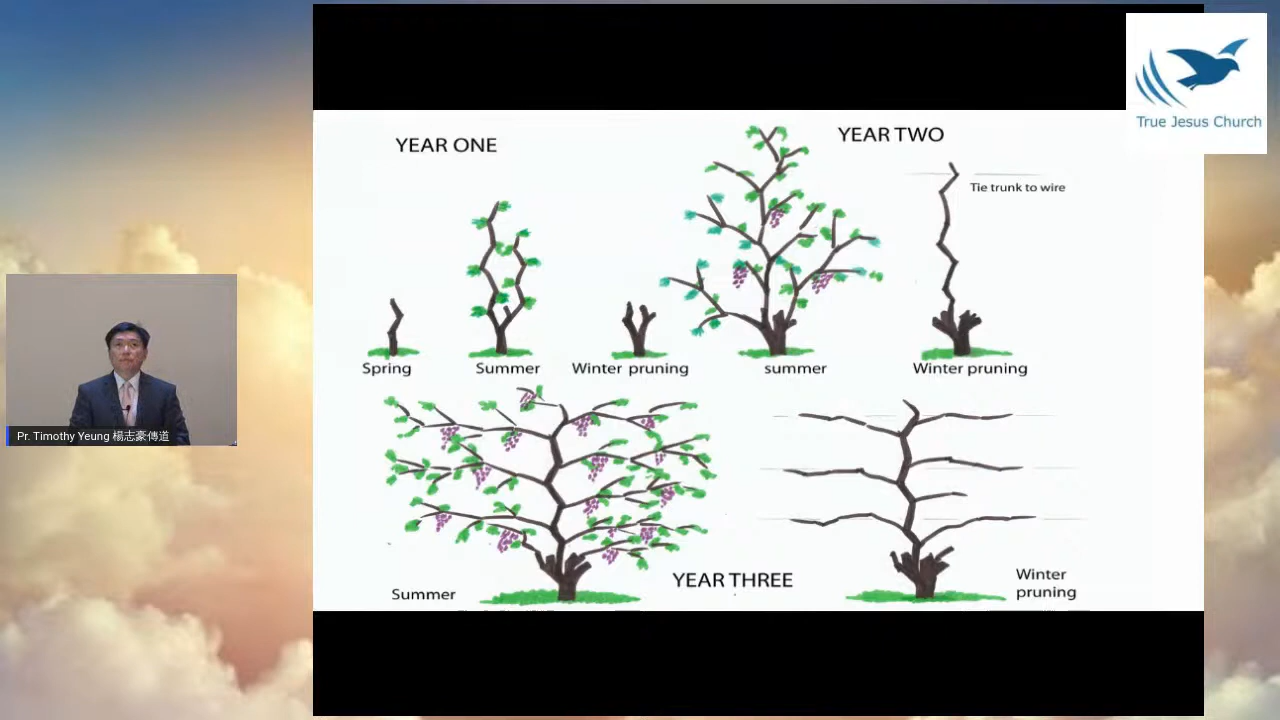 True Jesus Church
YEAR ONE
YEAR TWO
Tie trunk to wire
Spring
Summer
Winter pruning
summer
Winter pruning
Pr. Timothy Yeung 楊志豪傳道
Summer
YEAR THREE
Winter
pruning